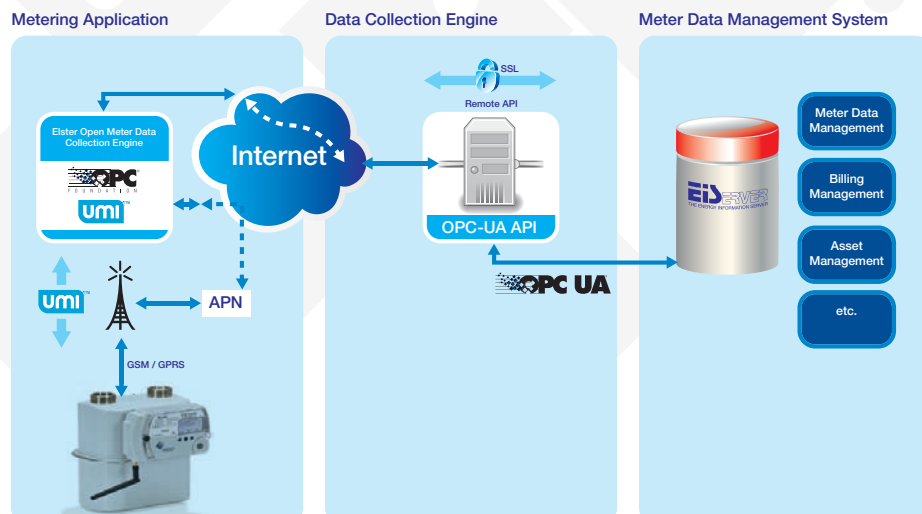 Metering Application
Data Collection Engine
Meter Data Management System
Elster Open Meter Data
Collection Engine
OPC
FOUNDATION
umi
Internet
SSL
Remote API
OPC-UA API
EiServer
THE ENERGY INFORMATION SERVER
Meter Data
Management
Billing
Management
Asset
Management
etc.
OPC UA
umi
APN
GSM / GPRS